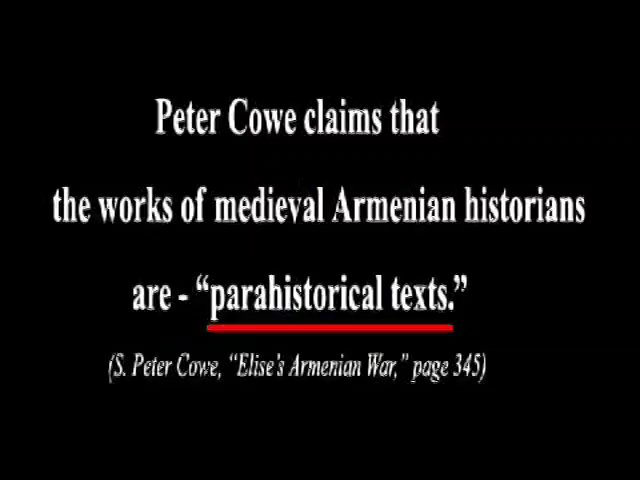 Peter Cowe claims that
the works of medieval Armenian historians
are - “parahistorical texts.”
(S. Peter Cowe, “Elise's Armenian War,” page 345)